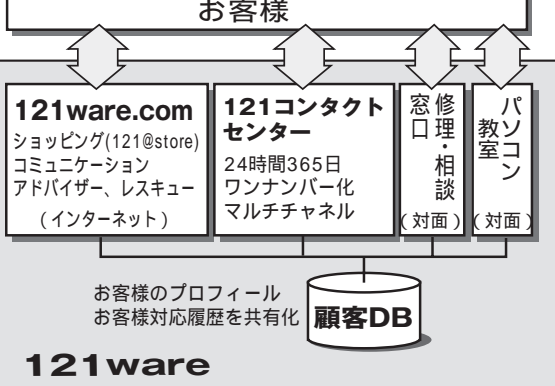 お客様
121ware.com
ショッピング(121@store)
コミュニケーション
アドバイザー、レスキュー
(インターネット)
121コンタクト
センター
24時間365日
ワンナンバー化
マルチチャネル
修理・相談
窓口
(対面)
パソコン
教室
(対面)
お客様のプロフィール
お客様対応履歴を共有化
顧客DB
121ware